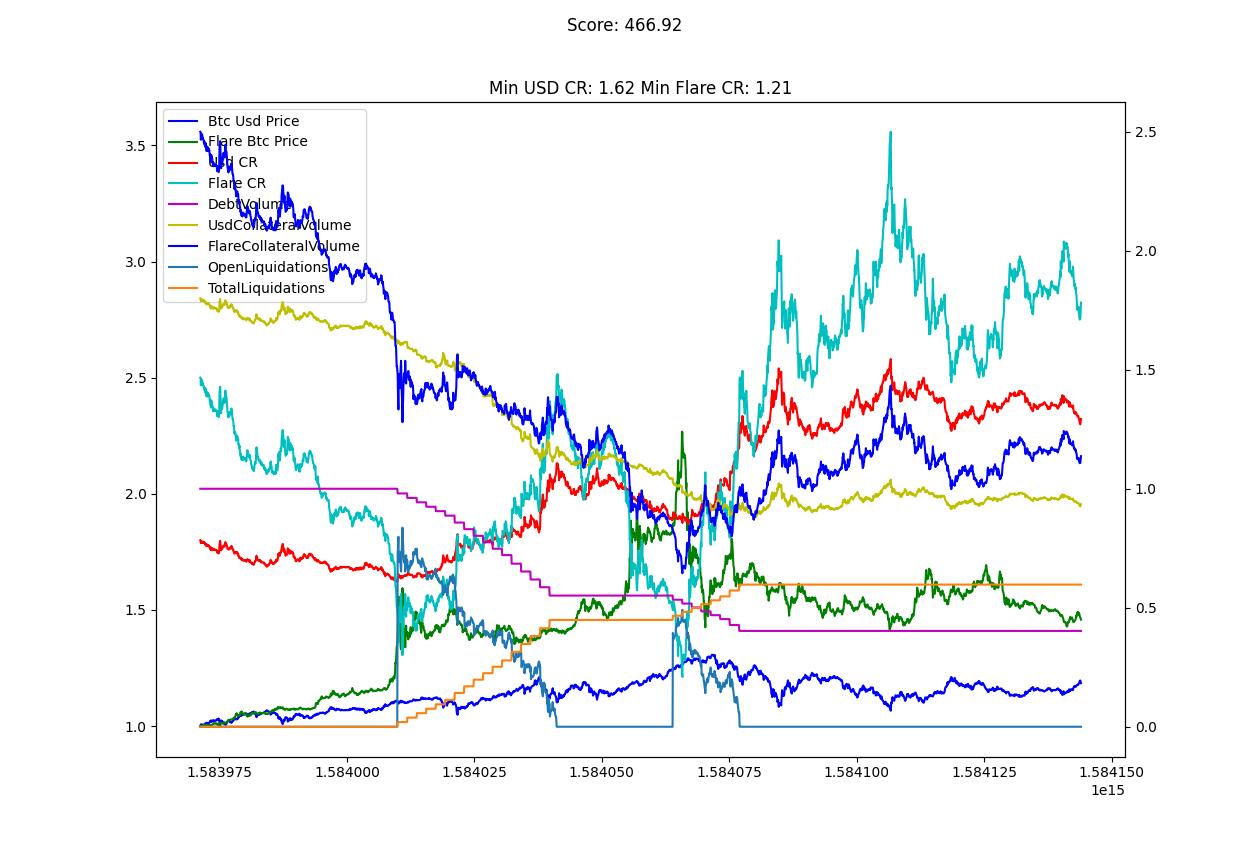 Score: 466.92
Min USD CR: 1.62 Min Flare CR: 1.21
Btc Usd Price
Flare Btc Price
Usd CR
Flare CR
DebtVolume
UsdCollateralVolume
FlareCollateralVolume
OpenLiquidations
TotalLiquidations
3.5
3.0
2.5
2.0
1.5
1.0
2.5
2.0
1.5
1.0
0.5
0.0
1.583975
1.584000
1.584025
1.584050
1.584075
1.584100
1.584125
1.584150
1e15